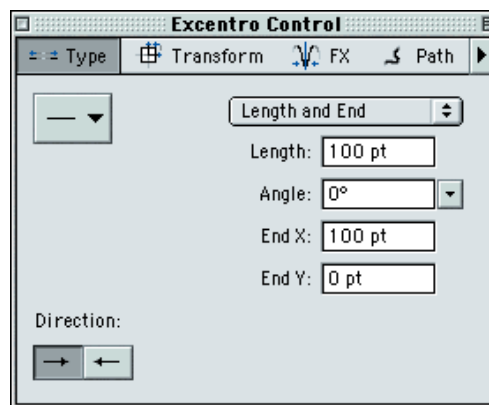 Excentro Control
Type Transform FX Path
Length and End
Length: 100 pt
Angle: 0°
End X: 100 pt
End Y: 0 pt
Direction: